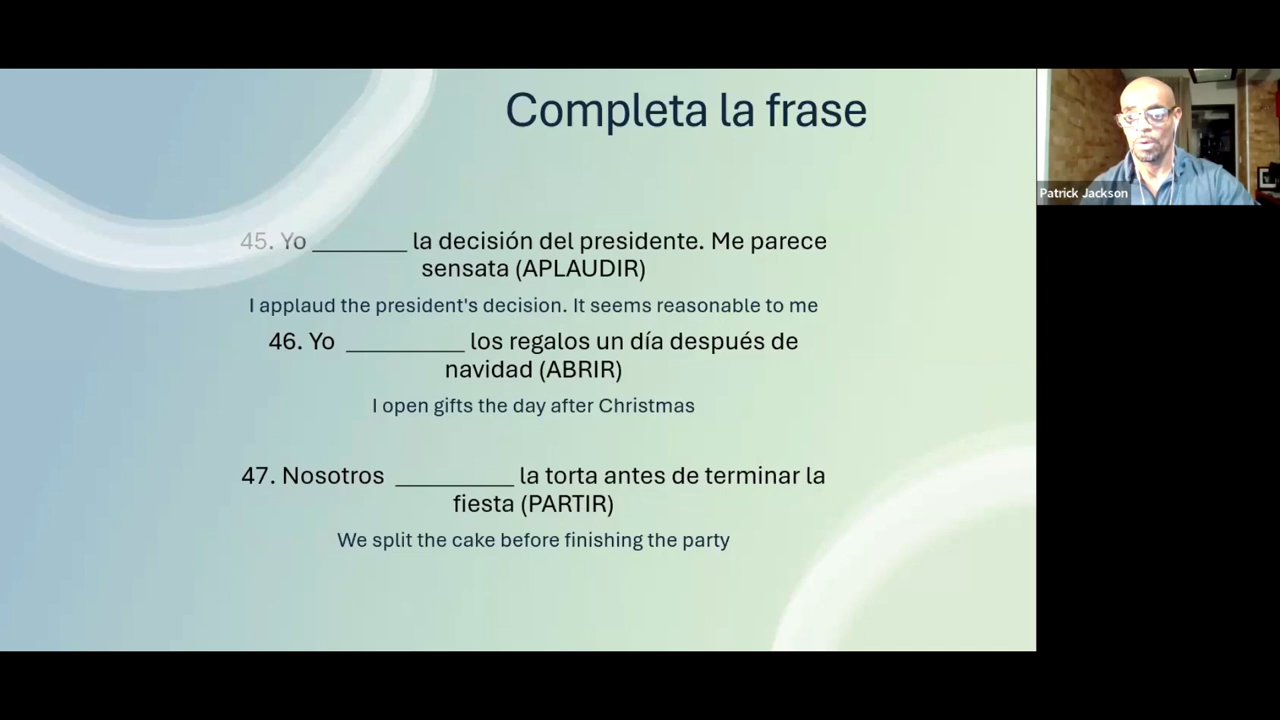 Completa la frase
45. Yo ________ la decisión del presidente. Me parece
sensata (APLAUDIR)
I applaud the president's decision. It seems reasonable to me
46. Yo __________ los regalos un día después de
navidad (ABRIR)
I open gifts the day after Christmas
47. Nosotros __________ la torta antes de terminar la
fiesta (PARTIR)
We split the cake before finishing the party
Patrick Jackson